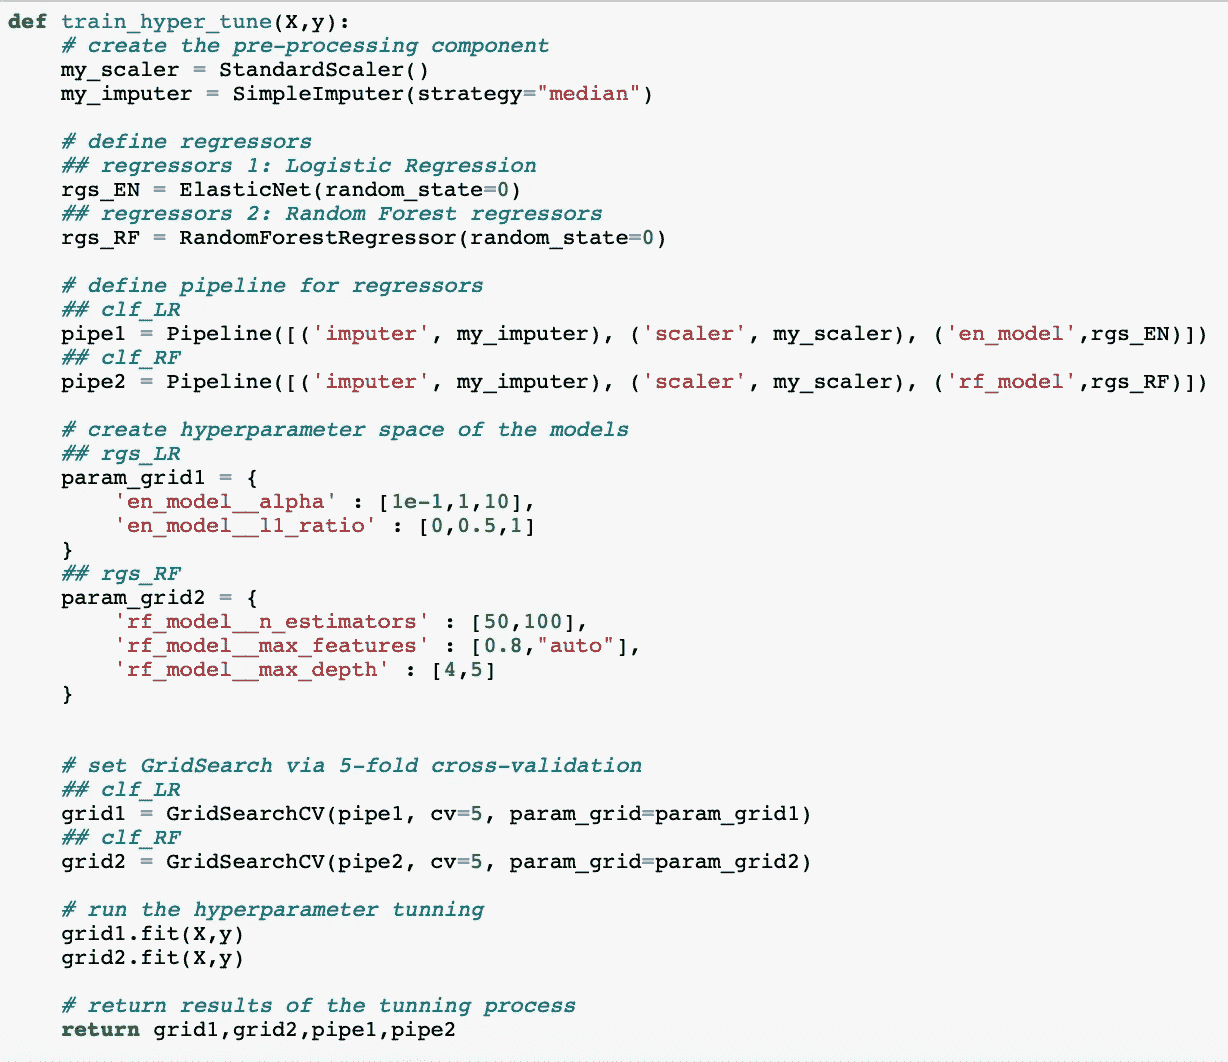 def train_hyper_tune(X,y):
    # create the pre-processing component
    my_scaler = StandardScaler()
    my_imputer = SimpleImputer(strategy="median")

    # define regressors
    ## regressors 1: Logistic Regression
    rgs_EN = ElasticNet(random_state=0)
    ## regressors 2: Random Forest regressors
    rgs_RF = RandomForestRegressor(random_state=0)

    # define pipeline for regressors
    ## clf_LR
    pipe1 = Pipeline([('imputer', my_imputer), ('scaler', my_scaler), ('en_model',rgs_EN)])
    ## clf_RF
    pipe2 = Pipeline([('imputer', my_imputer), ('scaler', my_scaler), ('rf_model',rgs_RF)])

    # create hyperparameter space of the models
    ## rgs_LR
    param_grid1 = {
        'en_model__alpha' : [1e-1,1,10],
        'en_model__l1_ratio' : [0,0.5,1]
    }
    ## rgs_RF
    param_grid2 = {
        'rf_model__n_estimators' : [50,100],
        'rf_model__max_features' : [0.8,"auto"],
        'rf_model__max_depth' : [4,5]
    }

    # set GridSearch via 5-fold cross-validation
    ## clf_LR
    grid1 = GridSearchCV(pipe1, cv=5, param_grid=param_grid1)
    ## clf_RF
    grid2 = GridSearchCV(pipe2, cv=5, param_grid=param_grid2)

    # run the hyperparameter tunning
    grid1.fit(X,y)
    grid2.fit(X,y)

    # return results of the tunning process
    return grid1,grid2,pipe1,pipe2